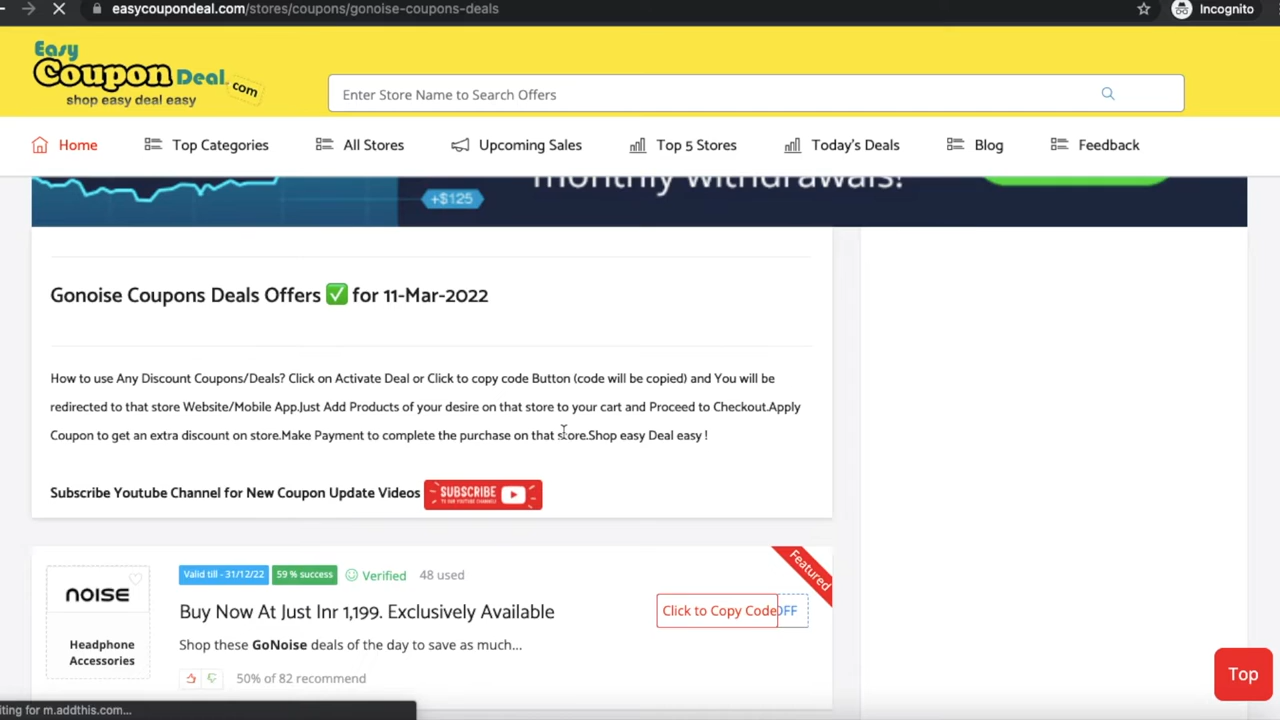 easycoupondeal.com/stores/coupons/gonoise-coupons-deals
Incognito
Easy
Coupon Deal
.com
shop easy deal easy
Enter Store Name to Search Offers
Home
Top Categories
All Stores
Upcoming Sales
Top 5 Stores
Today's Deals
Blog
Feedback
+$125
monthly withdrawals!
Gonoise Coupons Deals Offers ✅ for 11-Mar-2022
How to use Any Discount Coupons/Deals? Click on Activate Deal or Click to copy code Button (code will be copied) and You will be
redirected to that store Website/Mobile App.Just Add Products of your desire on that store to your cart and Proceed to Checkout.Apply
Coupon to get an extra discount on store.Make Payment to complete the purchase on that store.Shop easy Deal easy !
Subscribe Youtube Channel for New Coupon Update Videos
SUBSCRIBE
TO OUR YOUTUBE CHANNEL
Featured
noise
Headphone
Accessories
Valid till - 31/12/22
59 % success
Verified
48 used
Buy Now At Just Inr 1,199. Exclusively Available
Click to Copy Code
OFF
Shop these GoNoise deals of the day to save as much...
50% of 82 recommend
Top
iting for m.addthis.com...